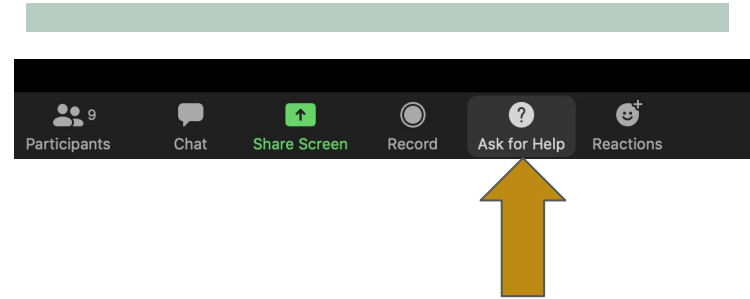 9
Participants
Chat
Share Screen
Record
?
Ask for Help
Reactions